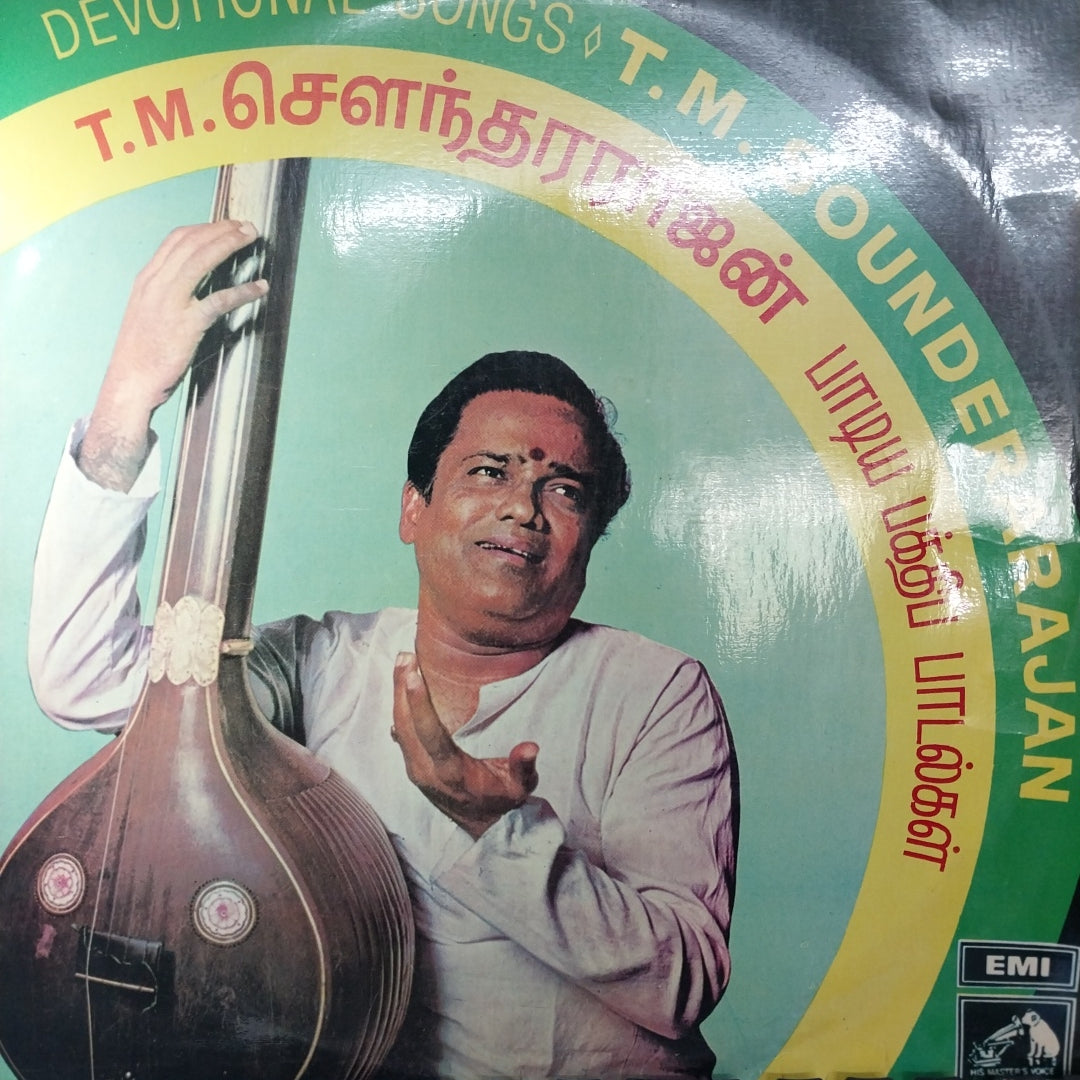 DEVOTIONAL SONGS ◊ T.M. SOUNDERARAJAN
T.M.சௌந்தரராஜன் பாடிய பக்திப் பாடல்கள்
EMI
HIS MASTER'S VOICE